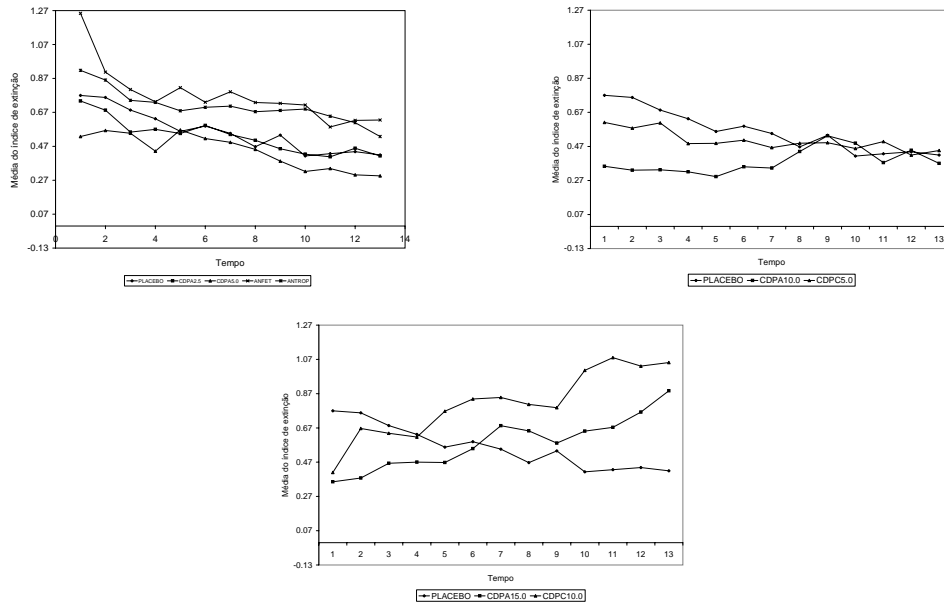 1.27
1.07
0.87
0.67
0.47
0.27
0.07
-0.13
Média do índice de extinção
0 2 4 6 8 10 12 14
Tempo
PLACEBO CDPA2.5 CDPA5.0 ANFET ANTROP
1.27
1.07
0.87
0.67
0.47
0.27
0.07
-0.13
Média do índice de extinção
1 2 3 4 5 6 7 8 9 10 11 12 13
Tempo
PLACEBO CDPA10.0 CDPC5.0
1.27
1.07
0.87
0.67
0.47
0.27
0.07
-0.13
Média do índice de extinção
1 2 3 4 5 6 7 8 9 10 11 12 13
Tempo
PLACEBO CDPA15.0 CDPC10.0